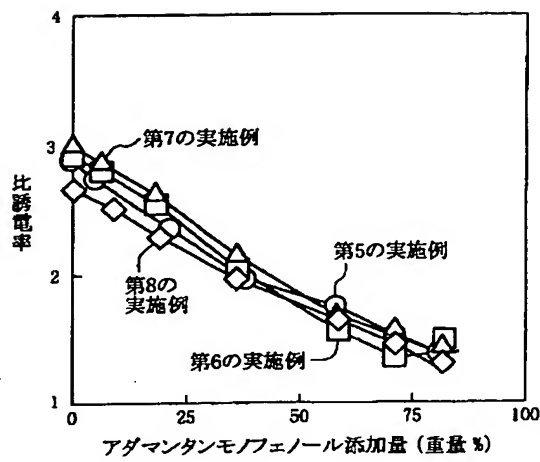 4
第7の実施例
3
比誘電率
第5の実施例
2
第8の
実施例
第6の実施例
1
0 25 50 75 100
アダマンタンモノフェノール添加量 (重量 %)